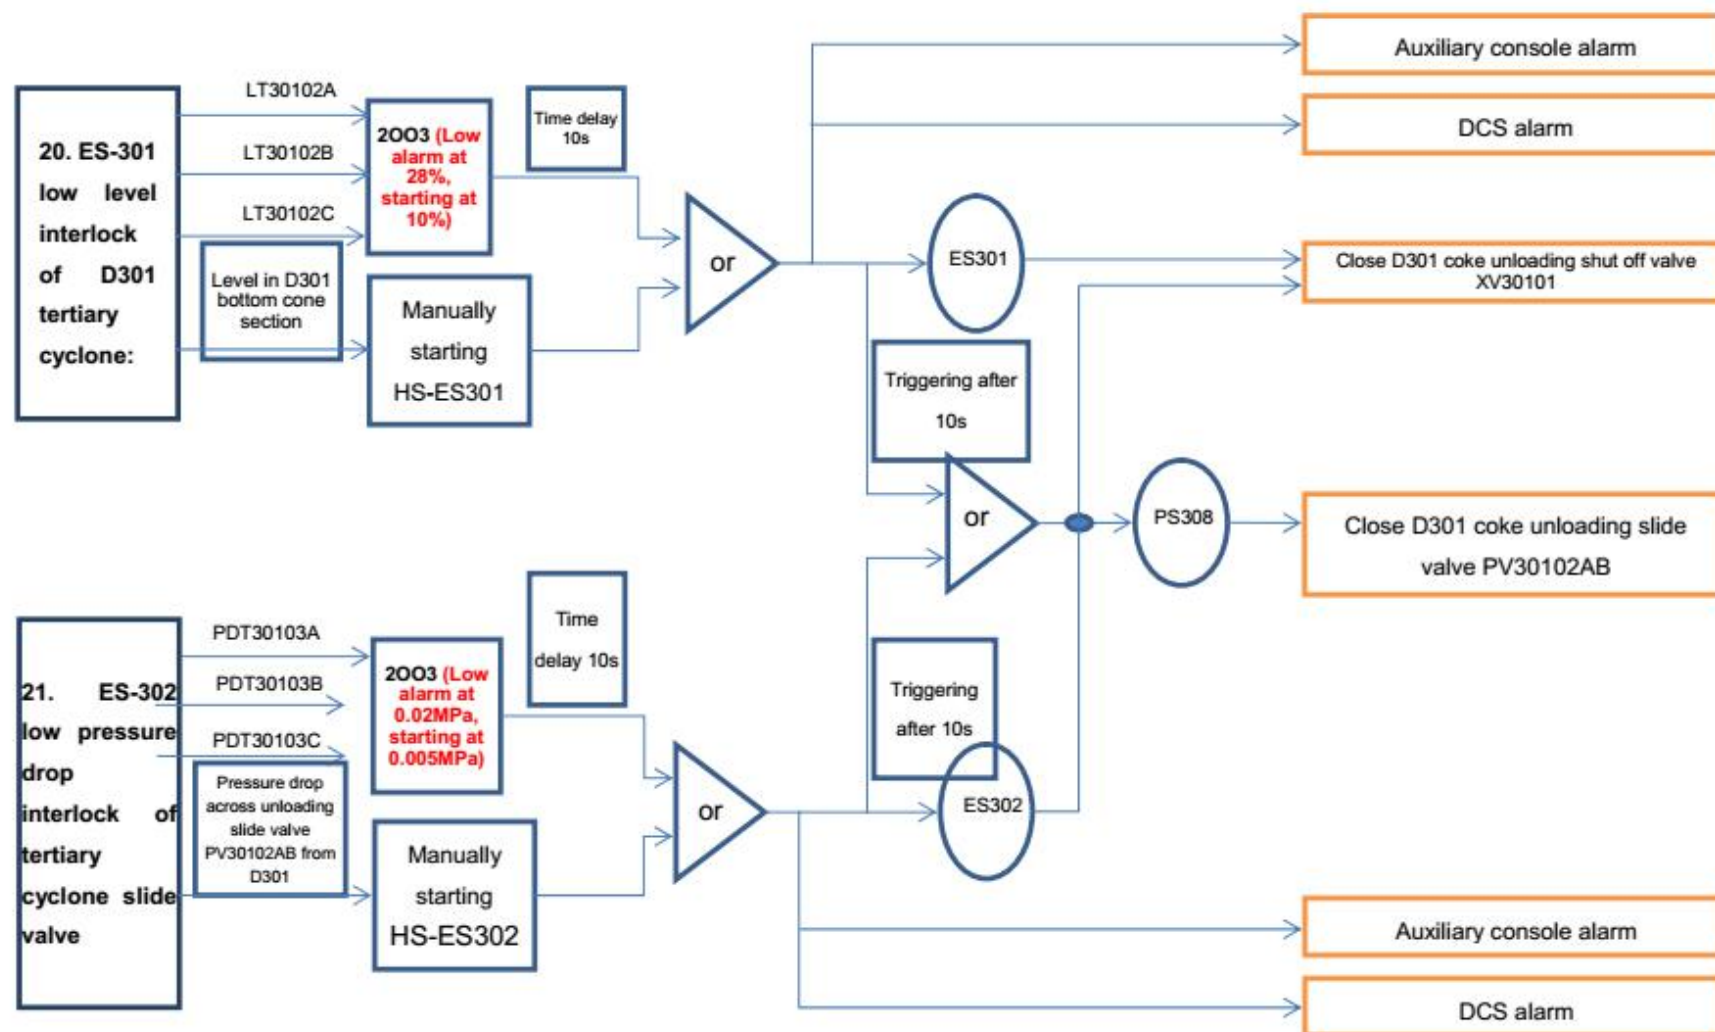 20. ES-301
low level
interlock
of D301
tertiary
cyclone:
LT30102A
LT30102B
LT30102C
Level in D301
bottom cone
section
2OO3 (Low
alarm at
28%,
starting at
10%)
Manually
starting
HS-ES301
Time delay
10s
or
ES301
Triggering after
10s
or
PS308
Auxiliary console alarm
DCS alarm
Close D301 coke unloading shut off valve
XV30101
Close D301 coke unloading slide
valve PV30102AB
21. ES-302
low pressure
drop
interlock of
tertiary
cyclone slide
valve
PDT30103A
PDT30103B
PDT30103C
Pressure drop
across unloading
slide valve
PV30102AB from
D301
2OO3 (Low
alarm at
0.02MPa,
starting at
0.005MPa)
Manually
starting
HS-ES302
Time
delay 10s
or
Triggering
after 10s
ES302
Auxiliary console alarm
DCS alarm